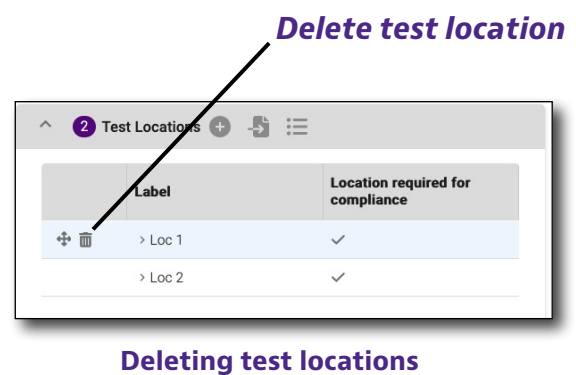 Delete test location
2 Test Locations
Label Location required for
compliance
> Loc 1
> Loc 2
Deleting test locations